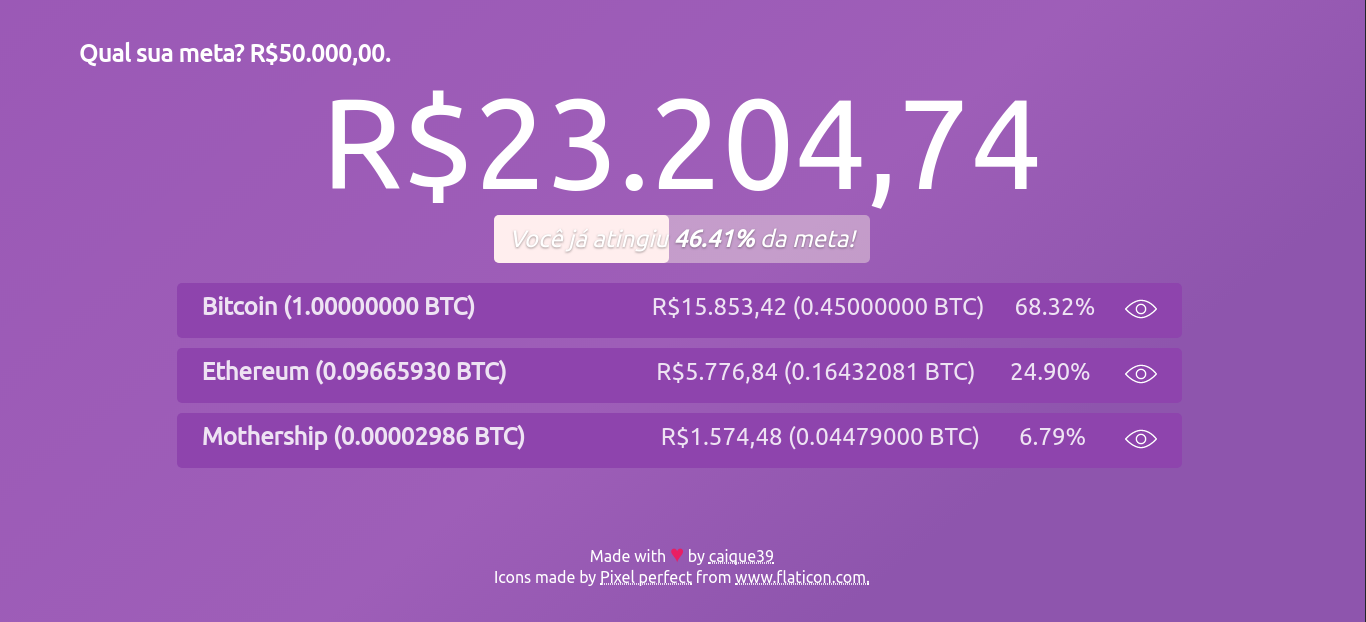 Qual sua meta? R$50.000,00.
R$23.204,74
Você já atingiu 46.41% da meta!
Bitcoin (1.00000000 BTC) R$15.853,42 (0.45000000 BTC) 68.32%
Ethereum (0.09665930 BTC) R$5.776,84 (0.16432081 BTC) 24.90%
Mothership (0.00002986 BTC) R$1.574,48 (0.04479000 BTC) 6.79%
Made with ♥ by caique39
Icons made by Pixel perfect from www.flaticon.com.